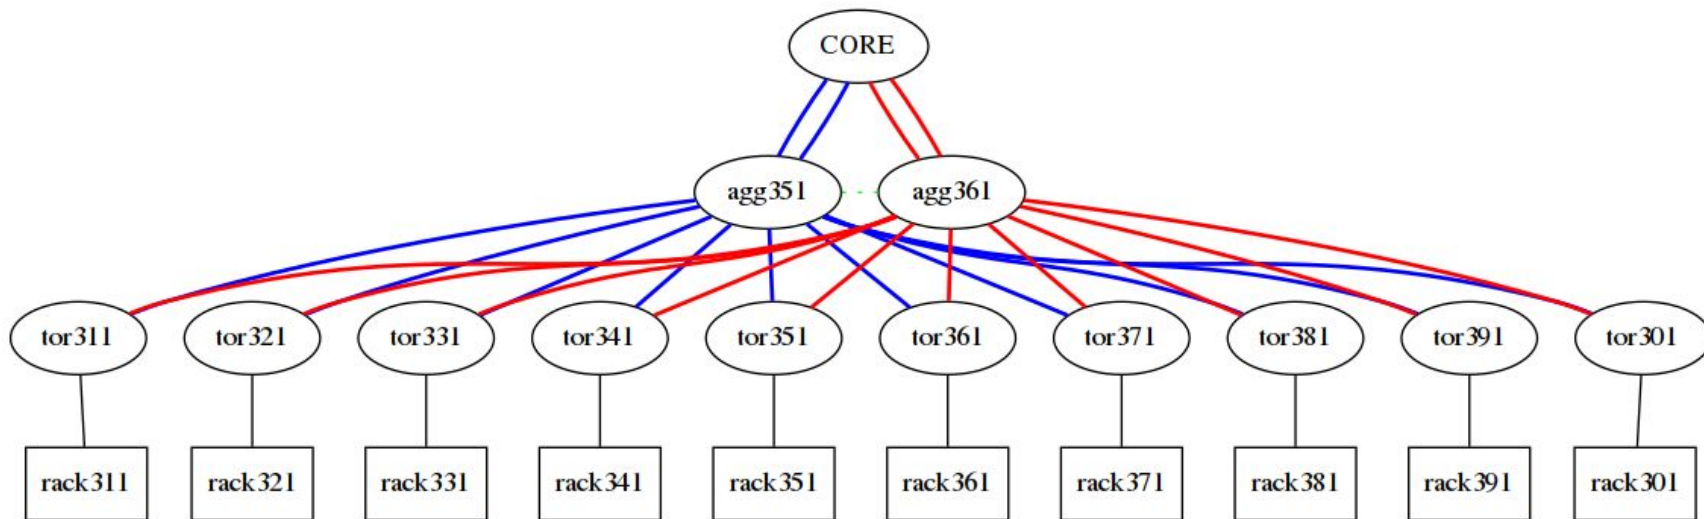 CORE
agg351 agg361
tor311 tor321 tor331 tor341 tor351 tor361 tor371 tor381 tor391 tor301
rack311 rack321 rack331 rack341 rack351 rack361 rack371 rack381 rack391 rack301